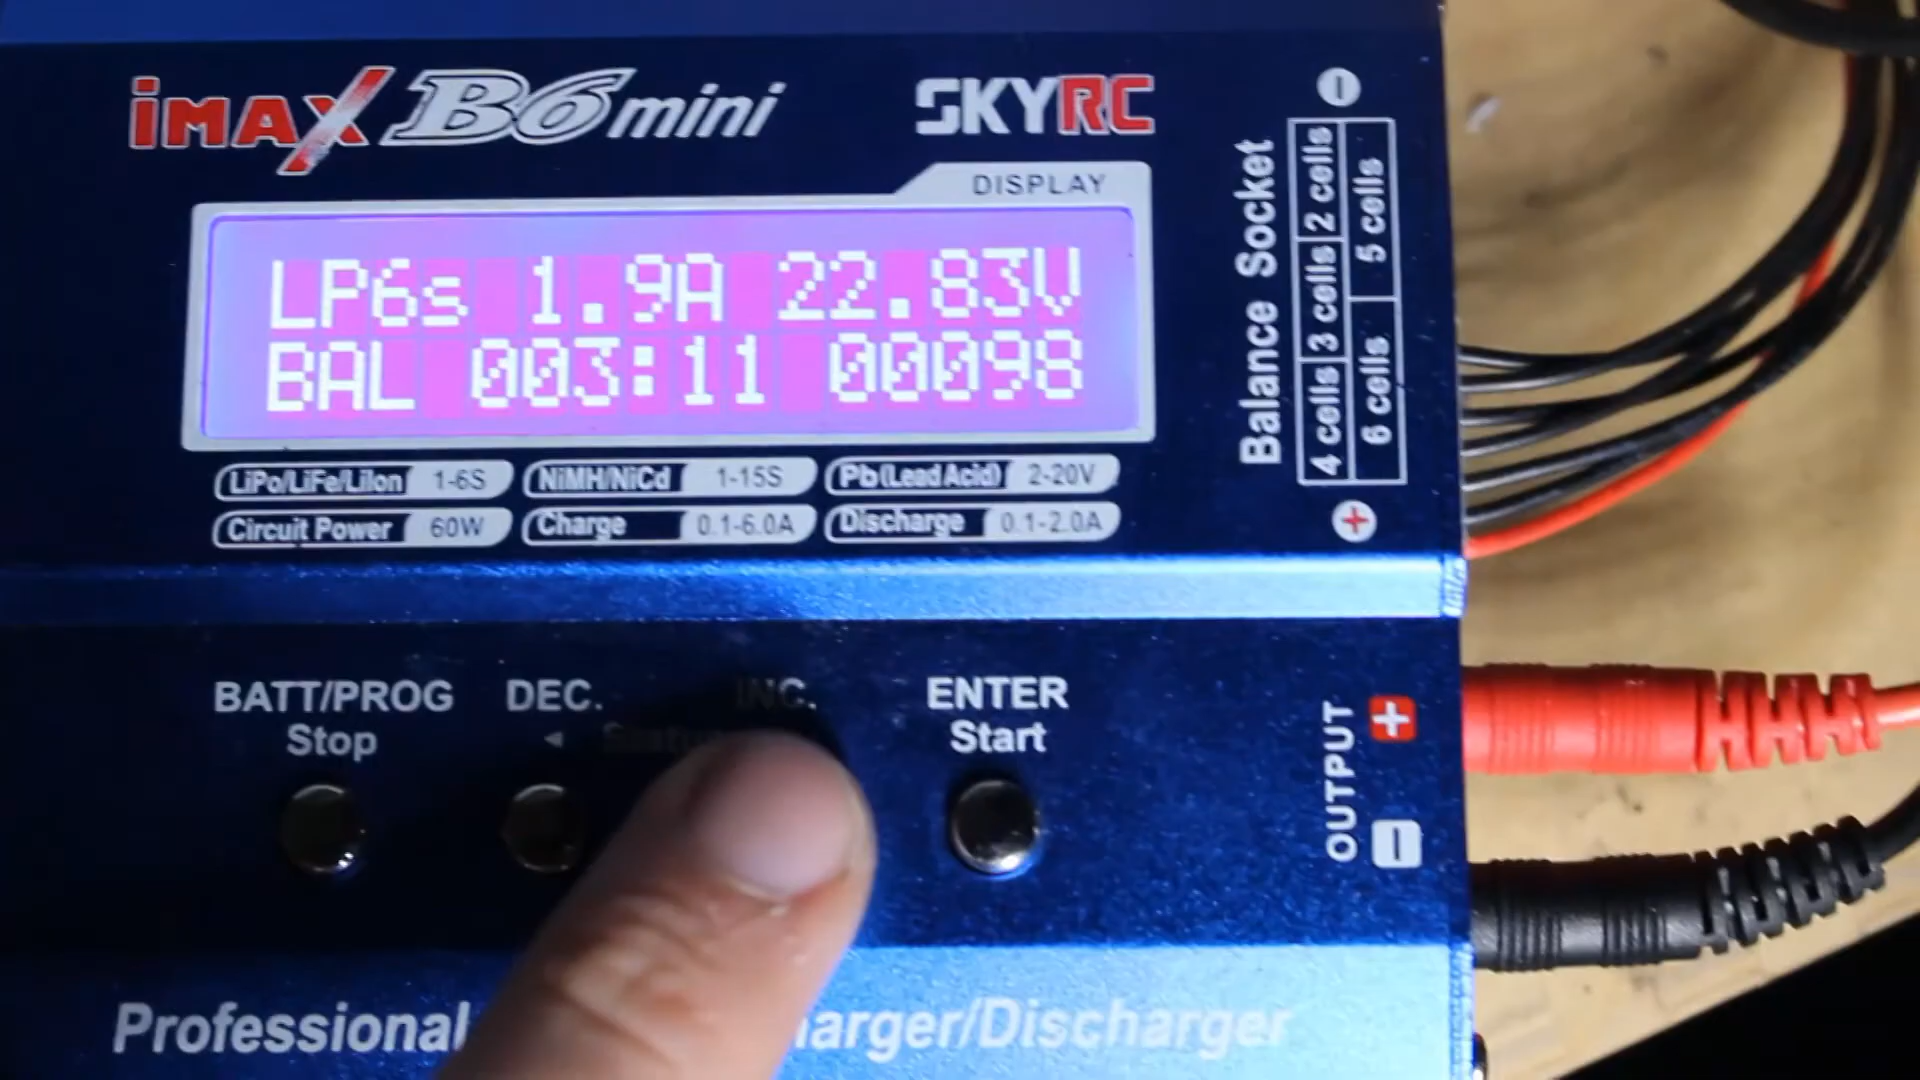 iMAX B6 mini
SKYRC
DISPLAY
LP6s 1.9A 22.83V
BAL 003:11 00098
LiPo/LiFe/LiIon 1-6S
NiMH/NiCd 1-15S
Pb(Lead Acid) 2-20V
Circuit Power 60W
Charge 0.1-6.0A
Discharge 0.1-2.0A
Balance Socket
4 cells 3 cells 2 cells
6 cells 5 cells
BATT/PROG
Stop
DEC.
INC.
Status
ENTER
Start
OUTPUT
Professional
harger/Discharger